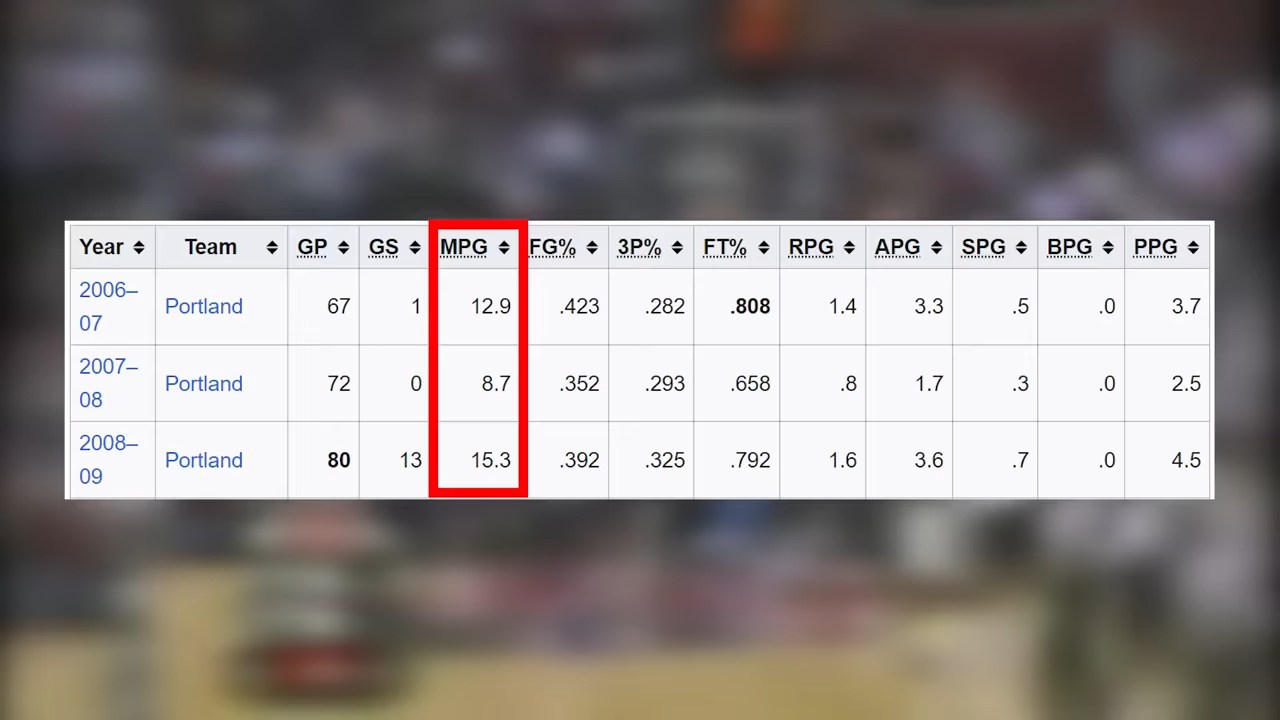 Year Team GP GS MPG FG% 3P% FT% RPG APG SPG BPG PPG
2006–07 Portland 67 1 12.9 .423 .282 .808 1.4 3.3 .5 .0 3.7
2007–08 Portland 72 0 8.7 .352 .293 .658 .8 1.7 .3 .0 2.5
2008–09 Portland 80 13 15.3 .392 .325 .792 1.6 3.6 .7 .0 4.5